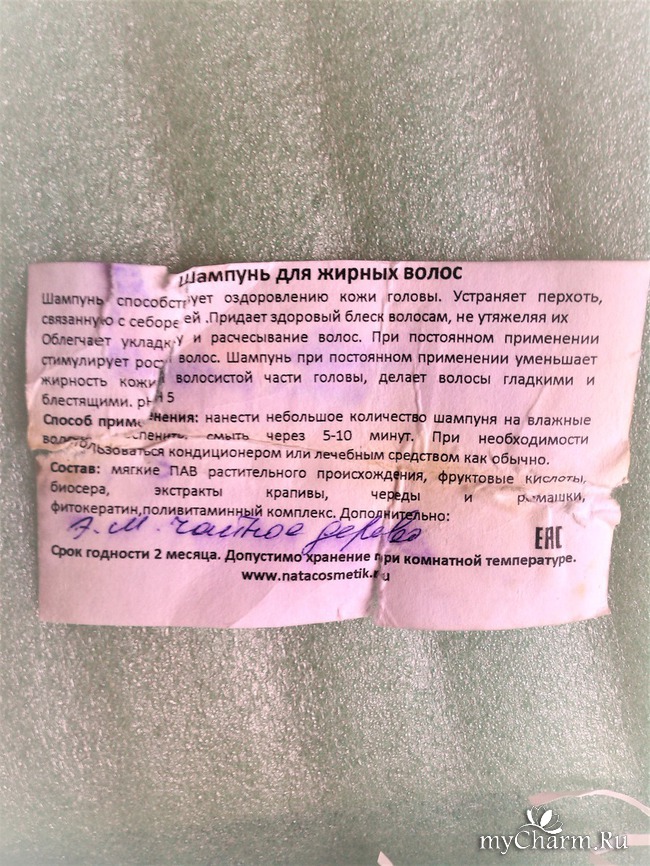 Шампунь для жирных волос
Шампунь способствует оздоровлению кожи головы. Устраняет перхоть,
связанную с себореей .Придает здоровый блеск волосам, не утяжеляя их
Облегчает укладку и расчесывание волос. При постоянном применении
стимулирует рост волос. Шампунь при постоянном применении уменьшает
жирность кожи волосистой части головы, делает волосы гладкими и
блестящими. pH 5
Способ применения: нанести небольшое количество шампуня на влажные
смыть через 5-10 минут. При необходимости
воспользоваться кондиционером или лечебным средством как обычно.
Состав: мягкие ПАВ растительного происхождения, фруктовые кислоты,
биосера, экстракты крапивы, череды и ромашки,
фитокератин,поливитаминный комплекс. Дополнительно:
Э.М. чайное дерево
EAC
Срок годности 2 месяца. Допустимо хранение при комнатной температуре.
www.natacosmetik.ru
myCharm.Ru